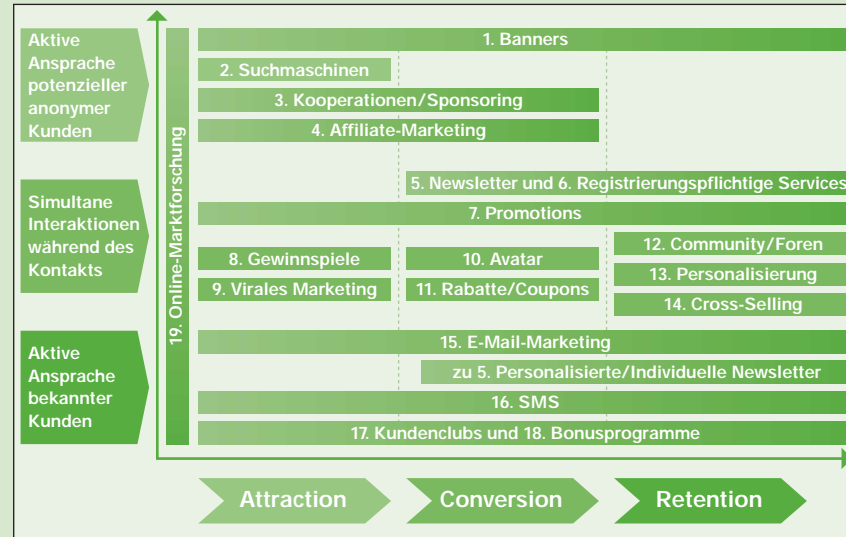 Aktive
Ansprache
potenzieller
anonymer
Kunden
1. Banners
2. Suchmaschinen
3. Kooperationen/Sponsoring
4. Affiliate-Marketing
19. Online-Marktforschung
Simultane
Interaktionen
während des
Kontakts
5. Newsletter und 6. Registrierungspflichtige Services
7. Promotions
8. Gewinnspiele
10. Avatar
12. Community/Foren
9. Virales Marketing
11. Rabatte/Coupons
13. Personalisierung
14. Cross-Selling
Aktive
Ansprache
bekannter
Kunden
15. E-Mail-Marketing
zu 5. Personalisierte/Individuelle Newsletter
16. SMS
17. Kundenclubs und 18. Bonusprogramme
Attraction
Conversion
Retention